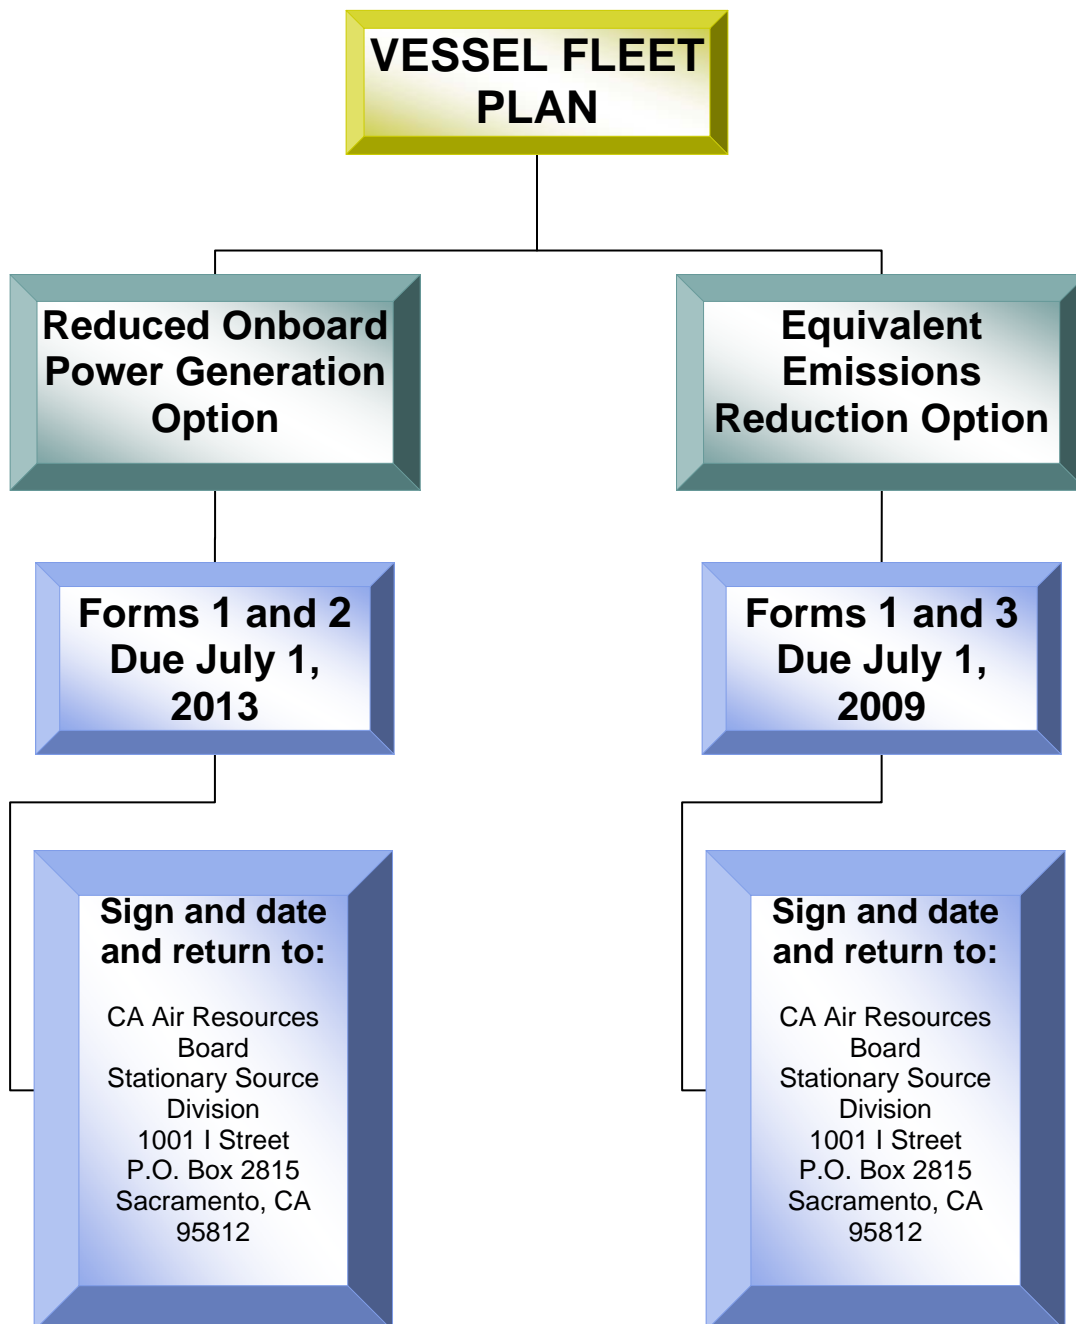 VESSEL FLEET
PLAN
Reduced Onboard
Power Generation
Option
Equivalent
Emissions
Reduction Option
Forms 1 and 2
Due July 1,
2013
Forms 1 and 3
Due July 1,
2009
Sign and date
and return to:
CA Air Resources
Board
Stationary Source
Division
1001 I Street
P.O. Box 2815
Sacramento, CA
95812
Sign and date
and return to:
CA Air Resources
Board
Stationary Source
Division
1001 I Street
P.O. Box 2815
Sacramento, CA
95812